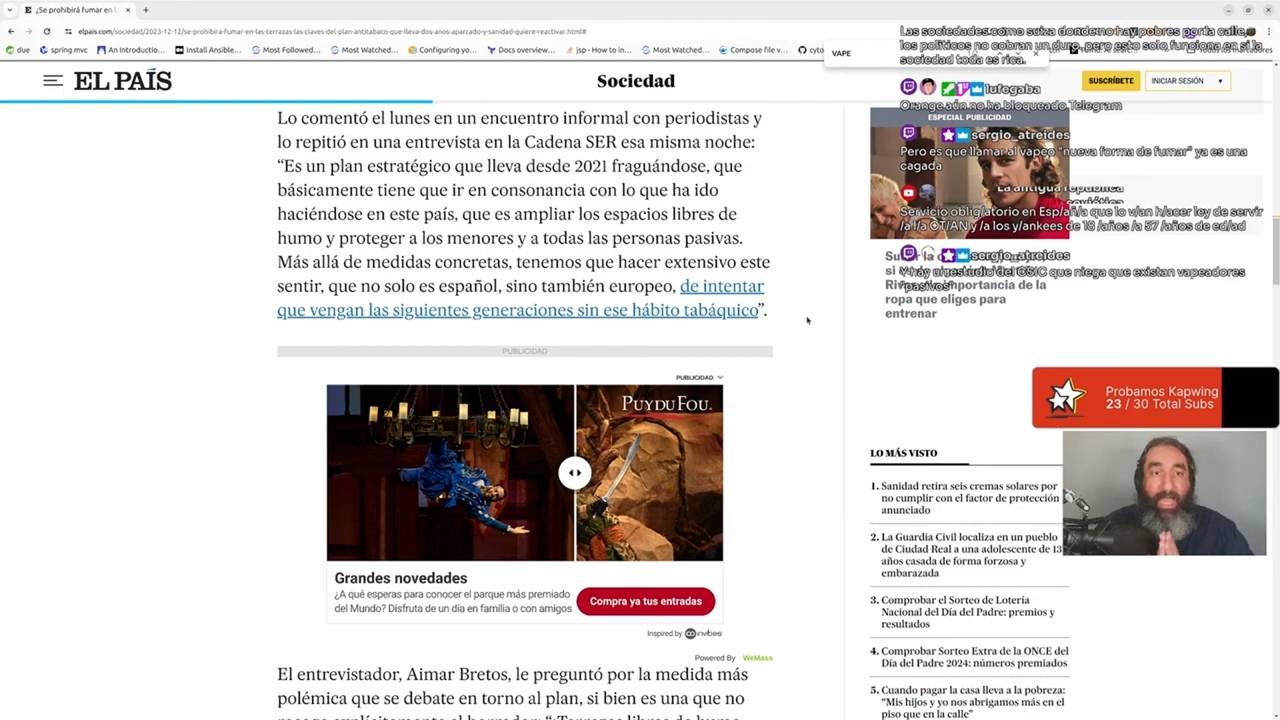 ¿Se prohibirá fumar en l
elpais.com/sociedad/2023-12-12/se-prohibira-fumar-en-las-terrazas-las-claves-del-plan-antitabaco-que-lleva-dos-anos-aparcado-y-sanidad-quiere-reactivar.html#
due
spring mvc
An Introductio...
Install Ansible...
Most Followed...
Most Watched...
Configuring yo...
Docs overview...
jsp - How to in...
Most Watched...
Compose file v...
cyto
VAPE
EL PAÍS
Sociedad
SUSCRÍBETE
INICIAR SESIÓN
Lo comentó el lunes en un encuentro informal con periodistas y
lo repitió en una entrevista en la Cadena SER esa misma noche:
“Es un plan estratégico que lleva desde 2021 fraguándose, que
básicamente tiene que ir en consonancia con lo que ha ido
haciéndose en este país, que es ampliar los espacios libres de
humo y proteger a los menores y a todas las personas pasivas.
Más allá de medidas concretas, tenemos que hacer extensivo este
sentir, que no solo es español, sino también europeo, de intentar
que vengan las siguientes generaciones sin ese hábito tabáquico”.
PUBLICIDAD
PUBLICIDAD
PUY DU FOU
Grandes novedades
¿A qué esperas para conocer el parque más premiado
del Mundo? Disfruta de un día en familia o con amigos
Compra ya tus entradas
Inspired by invibes
Powered By WeMass
El entrevistador, Aimar Bretos, le preguntó por la medida más
polémica que se debate en torno al plan, si bien es una que no
Las sociedades como suiza donde no hay pobres por la calle,
los políticos no cobran un duro, pero esto solo funciona en si la
sociedad toda es rica.
lufegaba
Orange aún no ha bloqueado Telegram
ESPECIAL PUBLICIDAD
sergio_atreides
Pero es que llamar al vapeo "nueva forma de fumar" ya es una
cagada
La antigua republica
sovietica
Servicio oblig/atorio en Esp/añ/a que lo v/an h/acer ley de servir
/a l/a OT/AN y /a los y/ankees de 18 /años /a 57 /años de ed/ad
sergio_atreides
Y hay un estudio del CSIC que niega que existan vapeadores
"pasivos"
importancia de la
ropa que eliges para
entrenar
Probamos Kapwing
23 / 30 Total Subs
LO MÁS VISTO
1. Sanidad retira seis cremas solares por
no cumplir con el factor de protección
anunciado
2. La Guardia Civil localiza en un pueblo
de Ciudad Real a una adolescente de 13
años casada de forma forzosa y
embarazada
3. Comprobar el Sorteo de Lotería
Nacional del Día del Padre: premios y
resultados
4. Comprobar Sorteo Extra de la ONCE del
Día del Padre 2024: números premiados
5. Cuando pagar la casa lleva a la pobreza:
“Mis hijos y yo nos abrigamos más en el
piso que en la calle”